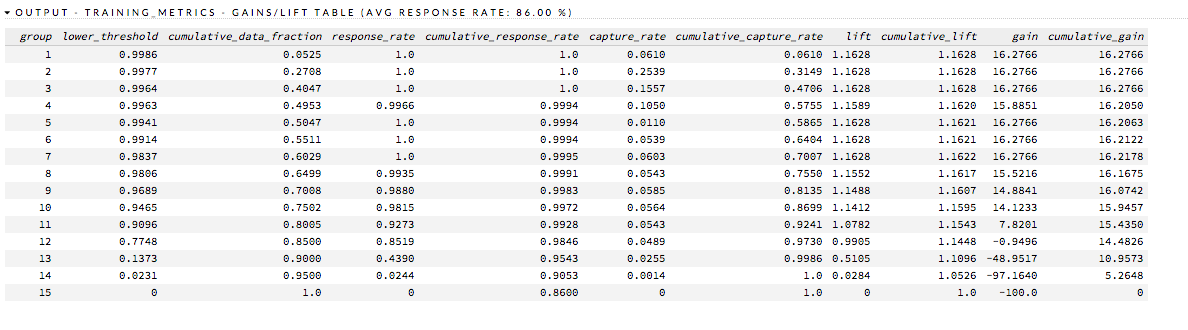 ▾ OUTPUT - TRAINING_METRICS - GAINS/LIFT TABLE (AVG RESPONSE RATE: 86.00 %)
group lower_threshold cumulative_data_fraction response_rate cumulative_response_rate capture_rate cumulative_capture_rate lift cumulative_lift gain cumulative_gain
1 0.9986 0.0525 1.0 1.0 0.0610 0.0610 1.1628 1.1628 16.2766 16.2766
2 0.9977 0.2708 1.0 1.0 0.2539 0.3149 1.1628 1.1628 16.2766 16.2766
3 0.9964 0.4047 1.0 1.0 0.1557 0.4706 1.1628 1.1628 16.2766 16.2766
4 0.9963 0.4953 0.9966 0.9994 0.1050 0.5755 1.1589 1.1620 15.8851 16.2050
5 0.9941 0.5047 1.0 0.9994 0.0110 0.5865 1.1628 1.1621 16.2766 16.2063
6 0.9914 0.5511 1.0 0.9994 0.0539 0.6404 1.1628 1.1621 16.2766 16.2122
7 0.9837 0.6029 1.0 0.9995 0.0603 0.7007 1.1628 1.1622 16.2766 16.2178
8 0.9806 0.6499 0.9935 0.9991 0.0543 0.7550 1.1552 1.1617 15.5216 16.1675
9 0.9689 0.7008 0.9880 0.9983 0.0585 0.8135 1.1488 1.1607 14.8841 16.0742
10 0.9465 0.7502 0.9815 0.9972 0.0564 0.8699 1.1412 1.1595 14.1233 15.9457
11 0.9096 0.8005 0.9273 0.9928 0.0543 0.9241 1.0782 1.1543 7.8201 15.4350
12 0.7748 0.8500 0.8519 0.9846 0.0489 0.9730 0.9905 1.1448 -0.9496 14.4826
13 0.1373 0.9000 0.4390 0.9543 0.0255 0.9986 0.5105 1.1096 -48.9517 10.9573
14 0.0231 0.9500 0.0244 0.9053 0.0014 1.0 0.0284 1.0526 -97.1640 5.2648
15 0 1.0 0 0.8600 0 1.0 0 1.0 -100.0 0